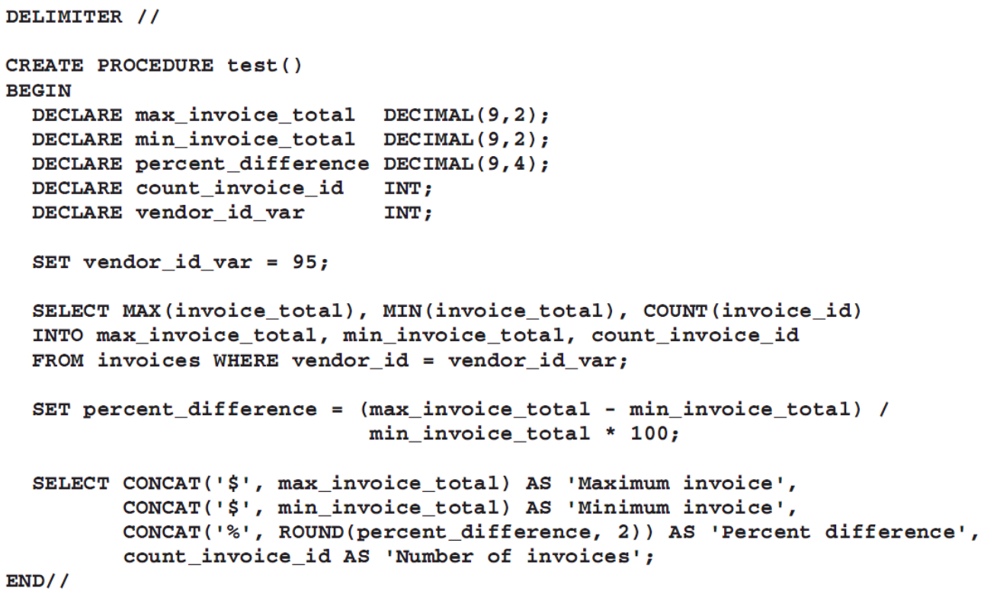 DELIMITER //
CREATE PROCEDURE test()
BEGIN
DECLARE max_invoice_total DECIMAL(9,2);
DECLARE min_invoice_total DECIMAL(9,2);
DECLARE percent_difference DECIMAL(9,4);
DECLARE count_invoice_id INT;
DECLARE vendor_id_var INT;
SET vendor_id_var = 95;
SELECT MAX(invoice_total), MIN(invoice_total), COUNT(invoice_id)
INTO max_invoice_total, min_invoice_total, count_invoice_id
FROM invoices WHERE vendor_id = vendor_id_var;
SET percent_difference = (max_invoice_total - min_invoice_total) /
min_invoice_total * 100;
SELECT CONCAT('$', max_invoice_total) AS 'Maximum invoice',
CONCAT('$', min_invoice_total) AS 'Minimum invoice',
CONCAT('%', ROUND(percent_difference, 2)) AS 'Percent difference',
count_invoice_id AS 'Number of invoices';
END//